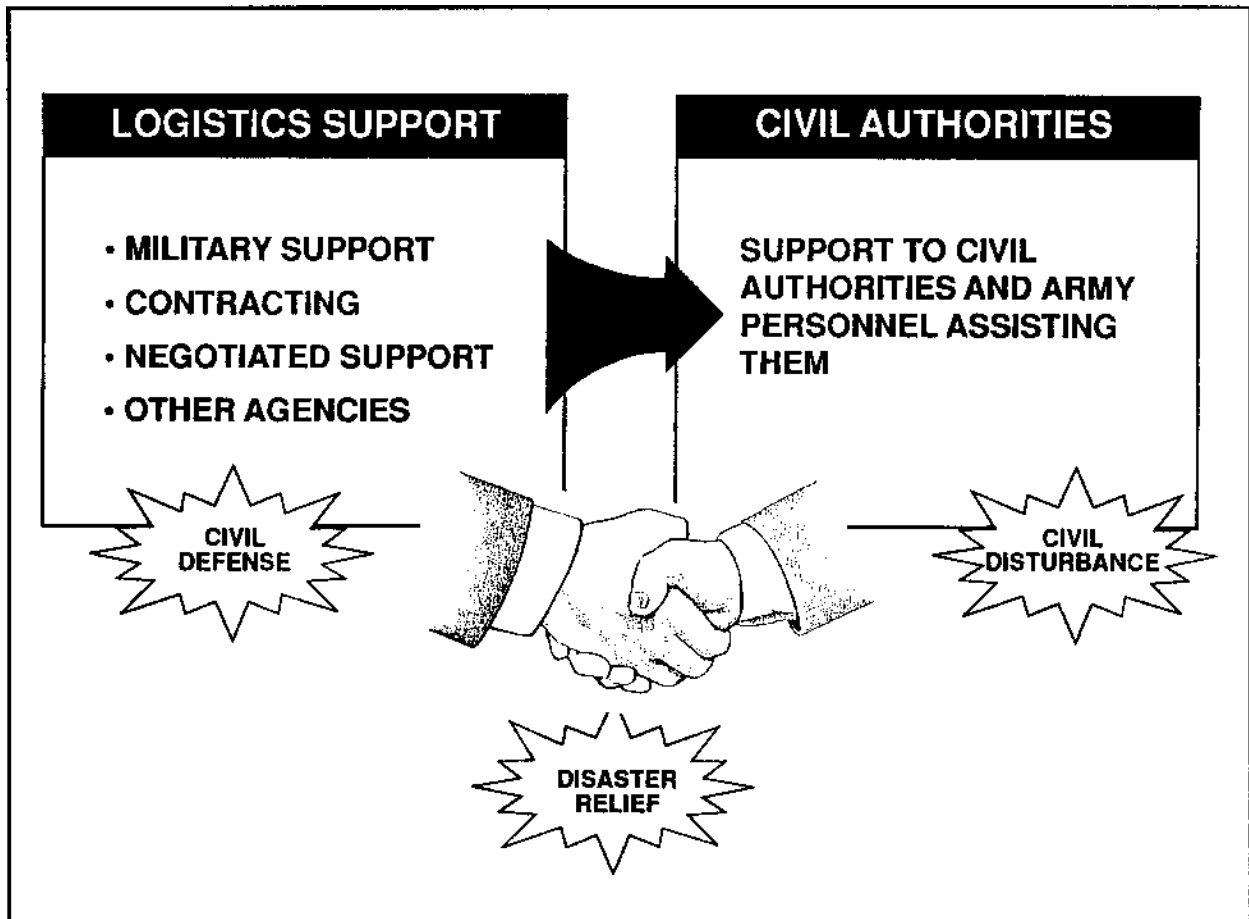 LOGISTICS SUPPORT
• MILITARY SUPPORT
• CONTRACTING
• NEGOTIATED SUPPORT
• OTHER AGENCIES
CIVIL AUTHORITIES
SUPPORT TO CIVIL
AUTHORITIES AND ARMY
PERSONNEL ASSISTING
THEM
CIVIL
DEFENSE
CIVIL
DISTURBANCE
DISASTER
RELIEF